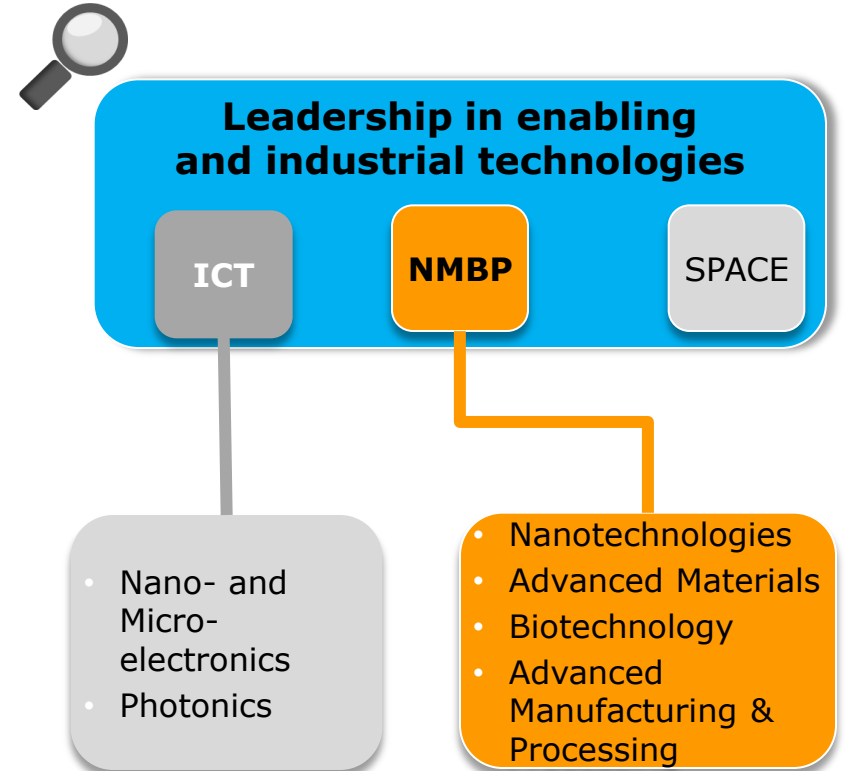 Leadership in enabling
and industrial technologies
ICT
NMBP
SPACE
• Nano- and
Micro-
electronics
• Photonics
• Nanotechnologies
• Advanced Materials
• Biotechnology
• Advanced
Manufacturing &
Processing